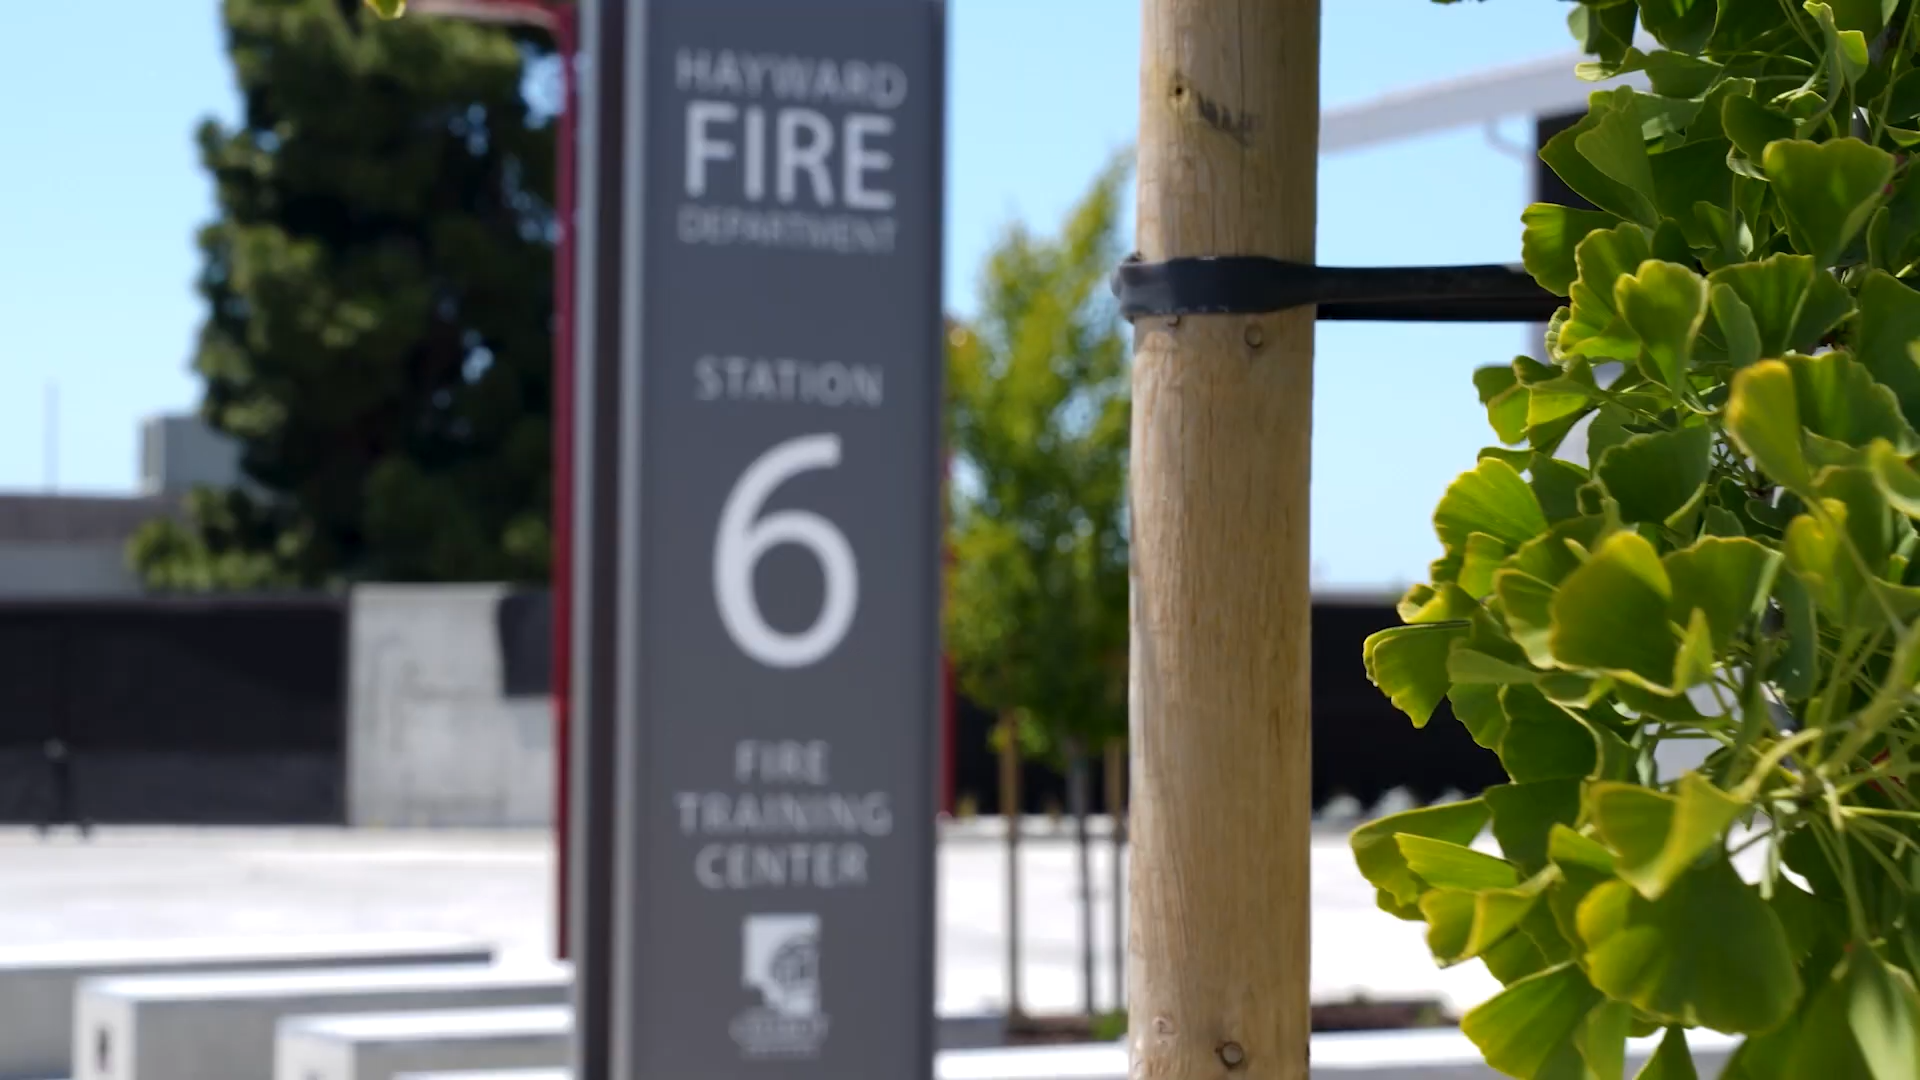 HAYWARD
FIRE
DEPARTMENT
STATION
6
FIRE
TRAINING
CENTER